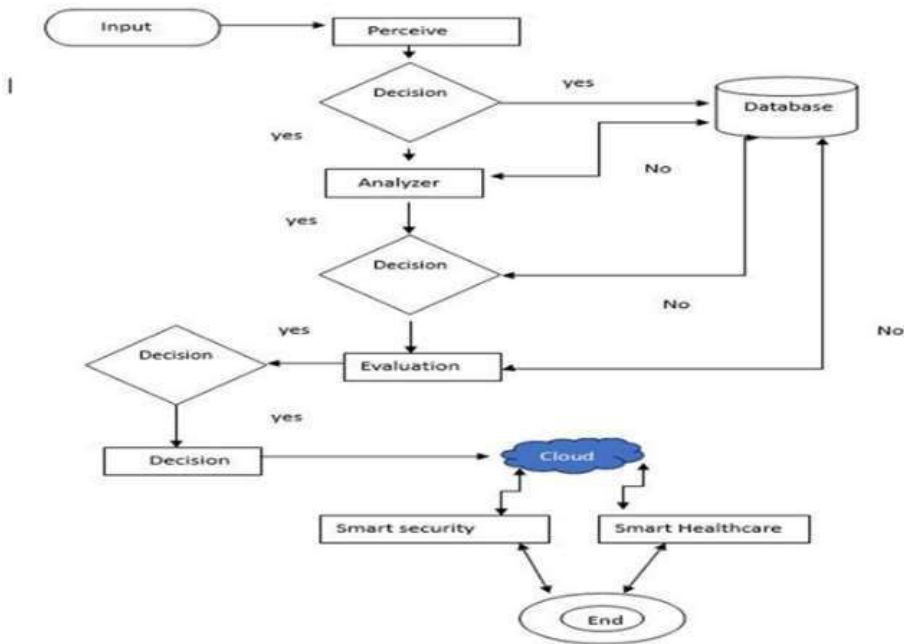 Input
Perceive
Decision
yes
Database
yes
Analyzer
No
yes
Decision
No
yes
No
Decision
Evaluation
yes
Decision
Cloud
Smart security
Smart Healthcare
End